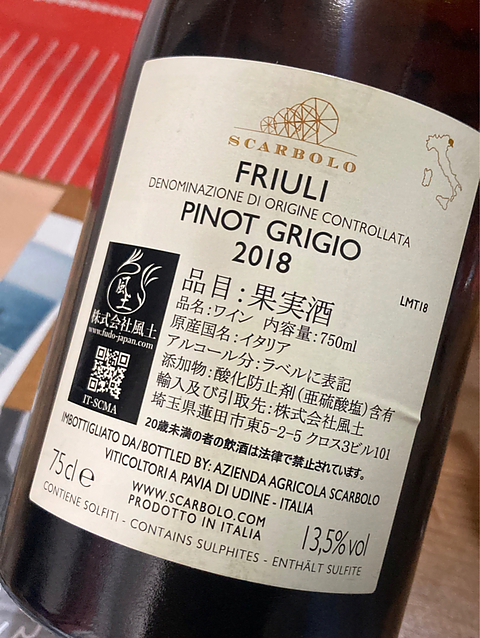 SCARBOLO
FRIULI
DENOMINAZIONE DI ORIGINE CONTROLLATA
PINOT GRIGIO
2018
LMT18
風土
株式会社風土
www.fudo-japan.com
IT-SCMA
品目:果実酒
品名:ワイン 内容量:750ml
原産国名:イタリア
アルコール分:ラベルに表記
添加物:酸化防止剤(亜硫酸塩)含有
輸入及び引取先:株式会社風土
埼玉県蓮田市東5-2-5 クロス3ビル101
20歳未満の者の飲酒は法律で禁止されています。
IMBOTTIGLIATO DA/BOTTLED BY: AZIENDA AGRICOLA SCARBOLO
VITICOLTORI A PAVIA DI UDINE - ITALIA
75cl e
WWW.SCARBOLO.COM
PRODOTTO IN ITALIA
13,5% vol
CONTIENE SOLFITI - CONTAINS SULPHITES - ENTHÄLT SULFITE